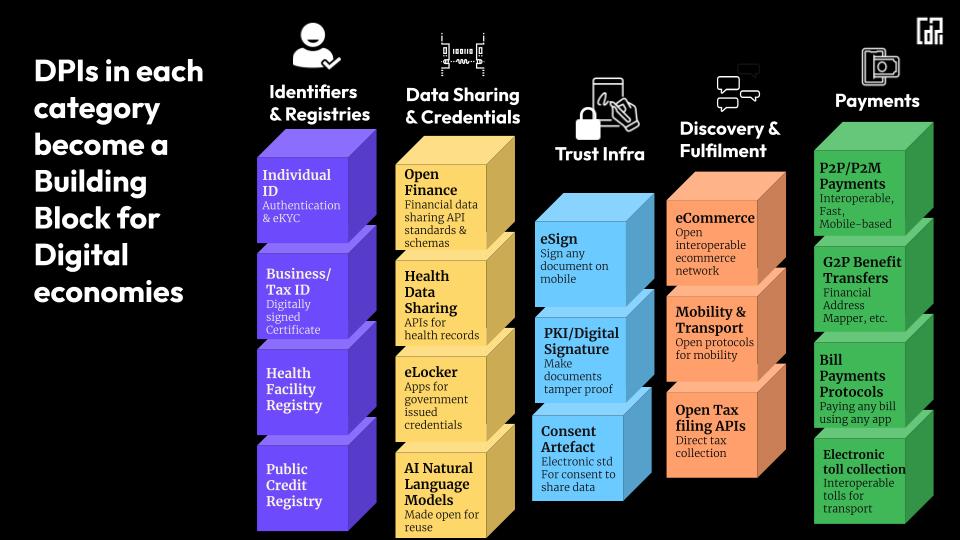 DPIs in each
category
become a
Building
Block for
Digital
economies
Identifiers
& Registries
Individual
ID
Authentication
& eKYC
Business/
Tax ID
Digitally
signed
Certificate
Health
Facility
Registry
Public
Credit
Registry
Data Sharing
& Credentials
Open
Finance
Financial data
sharing API
standards &
schemas
Health
Data
Sharing
APIs for
health records
eLocker
Apps for
government
issued
credentials
AI Natural
Language
Models
Made open for
reuse
Trust Infra
eSign
Sign any
document on
mobile
PKI/Digital
Signature
Make
documents
tamper proof
Consent
Artefact
Electronic std
For consent to
share data
Discovery &
Fulfilment
eCommerce
Open
interoperable
ecommerce
network
Mobility &
Transport
Open protocols
for mobility
Open Tax
filing APIs
Direct tax
collection
Payments
P2P/P2M
Payments
Interoperable,
Fast,
Mobile-based
G2P Benefit
Transfers
Financial
Address
Mapper, etc.
Bill
Payments
Protocols
Paying any bill
using any app
Electronic
toll collection
Interoperable
tolls for
transport